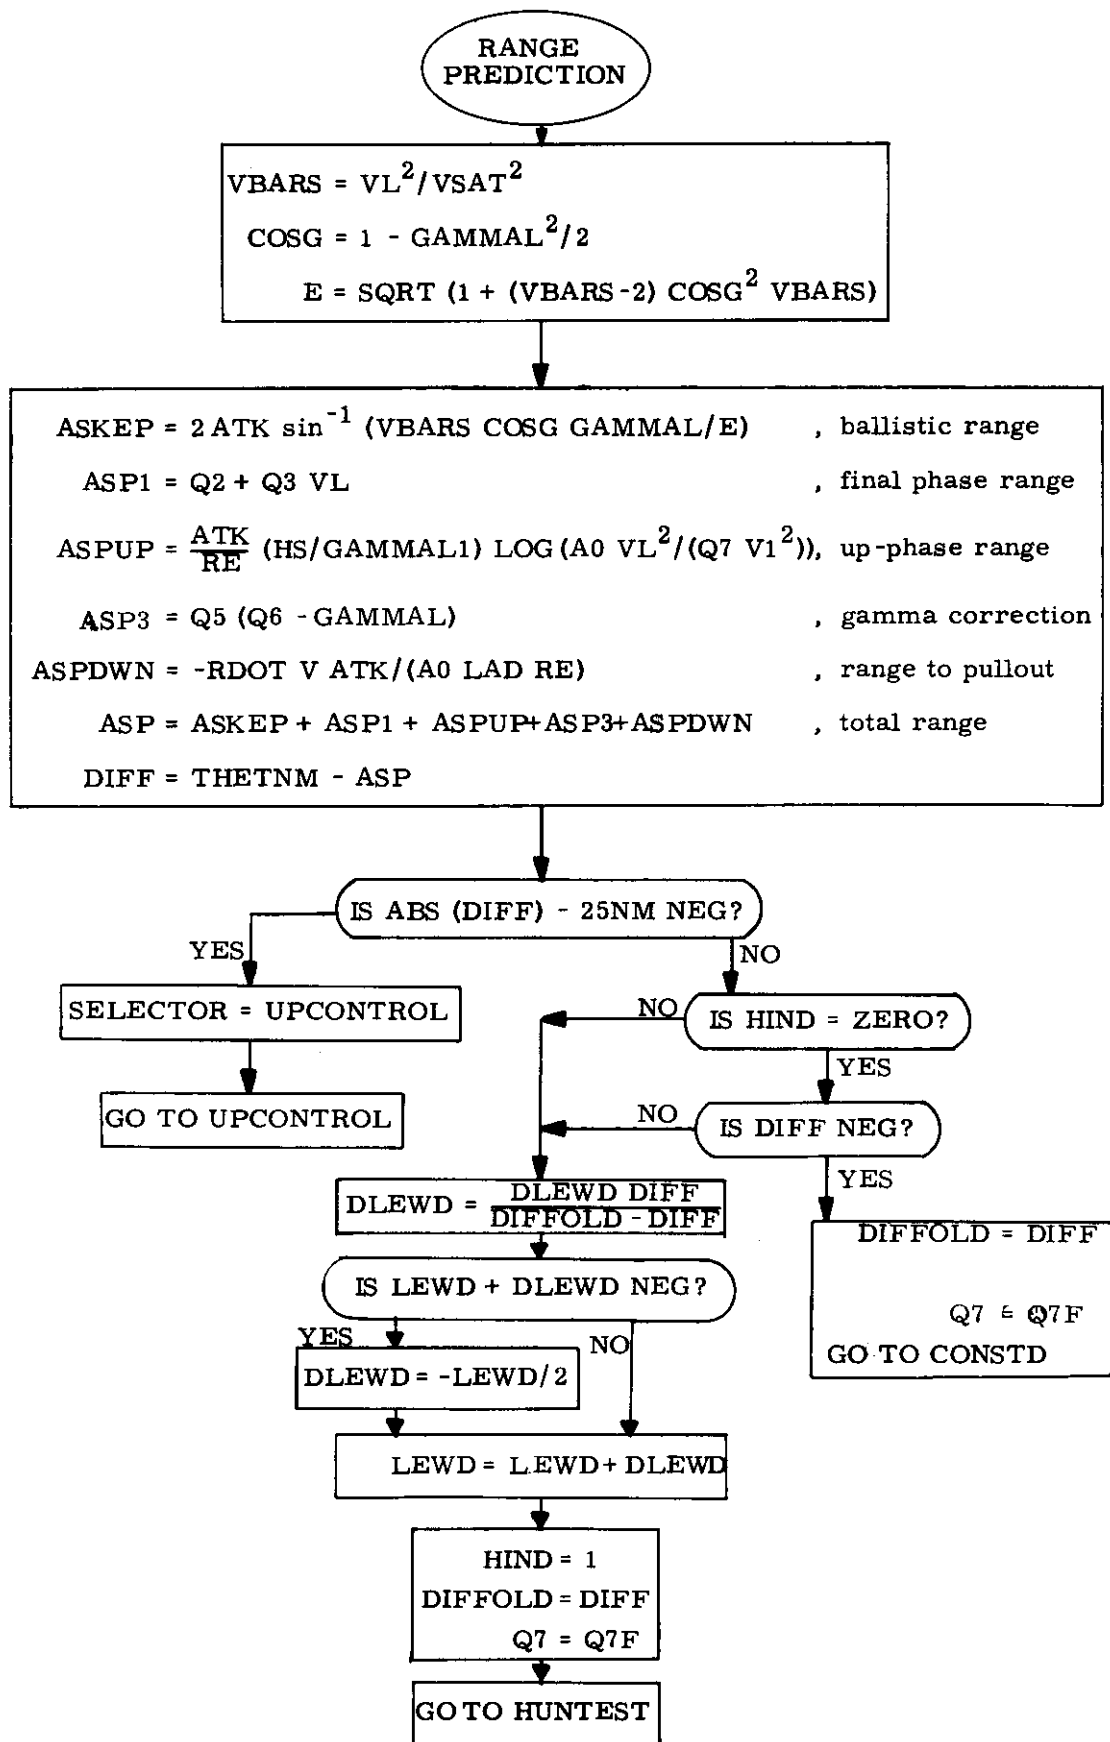 RANGE
PREDICTION
VBARS = VL²/VSAT²
COSG = 1 - GAMMAL²/2
E = SQRT (1 + (VBARS-2) COSG² VBARS)
ASKEP = 2 ATK sin⁻¹ (VBARS COSG GAMMAL/E) , ballistic range
ASP1 = Q2 + Q3 VL , final phase range
ASPUP = ATK/RE (HS/GAMMAL1) LOG (A0 VL²/(Q7 V1²)), up-phase range
ASP3 = Q5 (Q6 - GAMMAL) , gamma correction
ASPDWN = -RDOT V ATK/(A0 LAD RE) , range to pullout
ASP = ASKEP + ASP1 + ASPUP+ASP3+ASPDWN , total range
DIFF = THETNM - ASP
IS ABS (DIFF) - 25NM NEG?
YES
NO
SELECTOR = UPCONTROL
NO
IS HIND = ZERO?
YES
GO TO UPCONTROL
NO
IS DIFF NEG?
YES
DLEWD = DLEWD DIFF/DIFFOLD - DIFF
DIFFOLD = DIFF
IS LEWD + DLEWD NEG?
Q7 = Q7F
YES
NO
GO TO CONSTD
DLEWD = -LEWD/2
LEWD = LEWD + DLEWD
HIND = 1
DIFFOLD = DIFF
Q7 = Q7F
GO TO HUNTEST